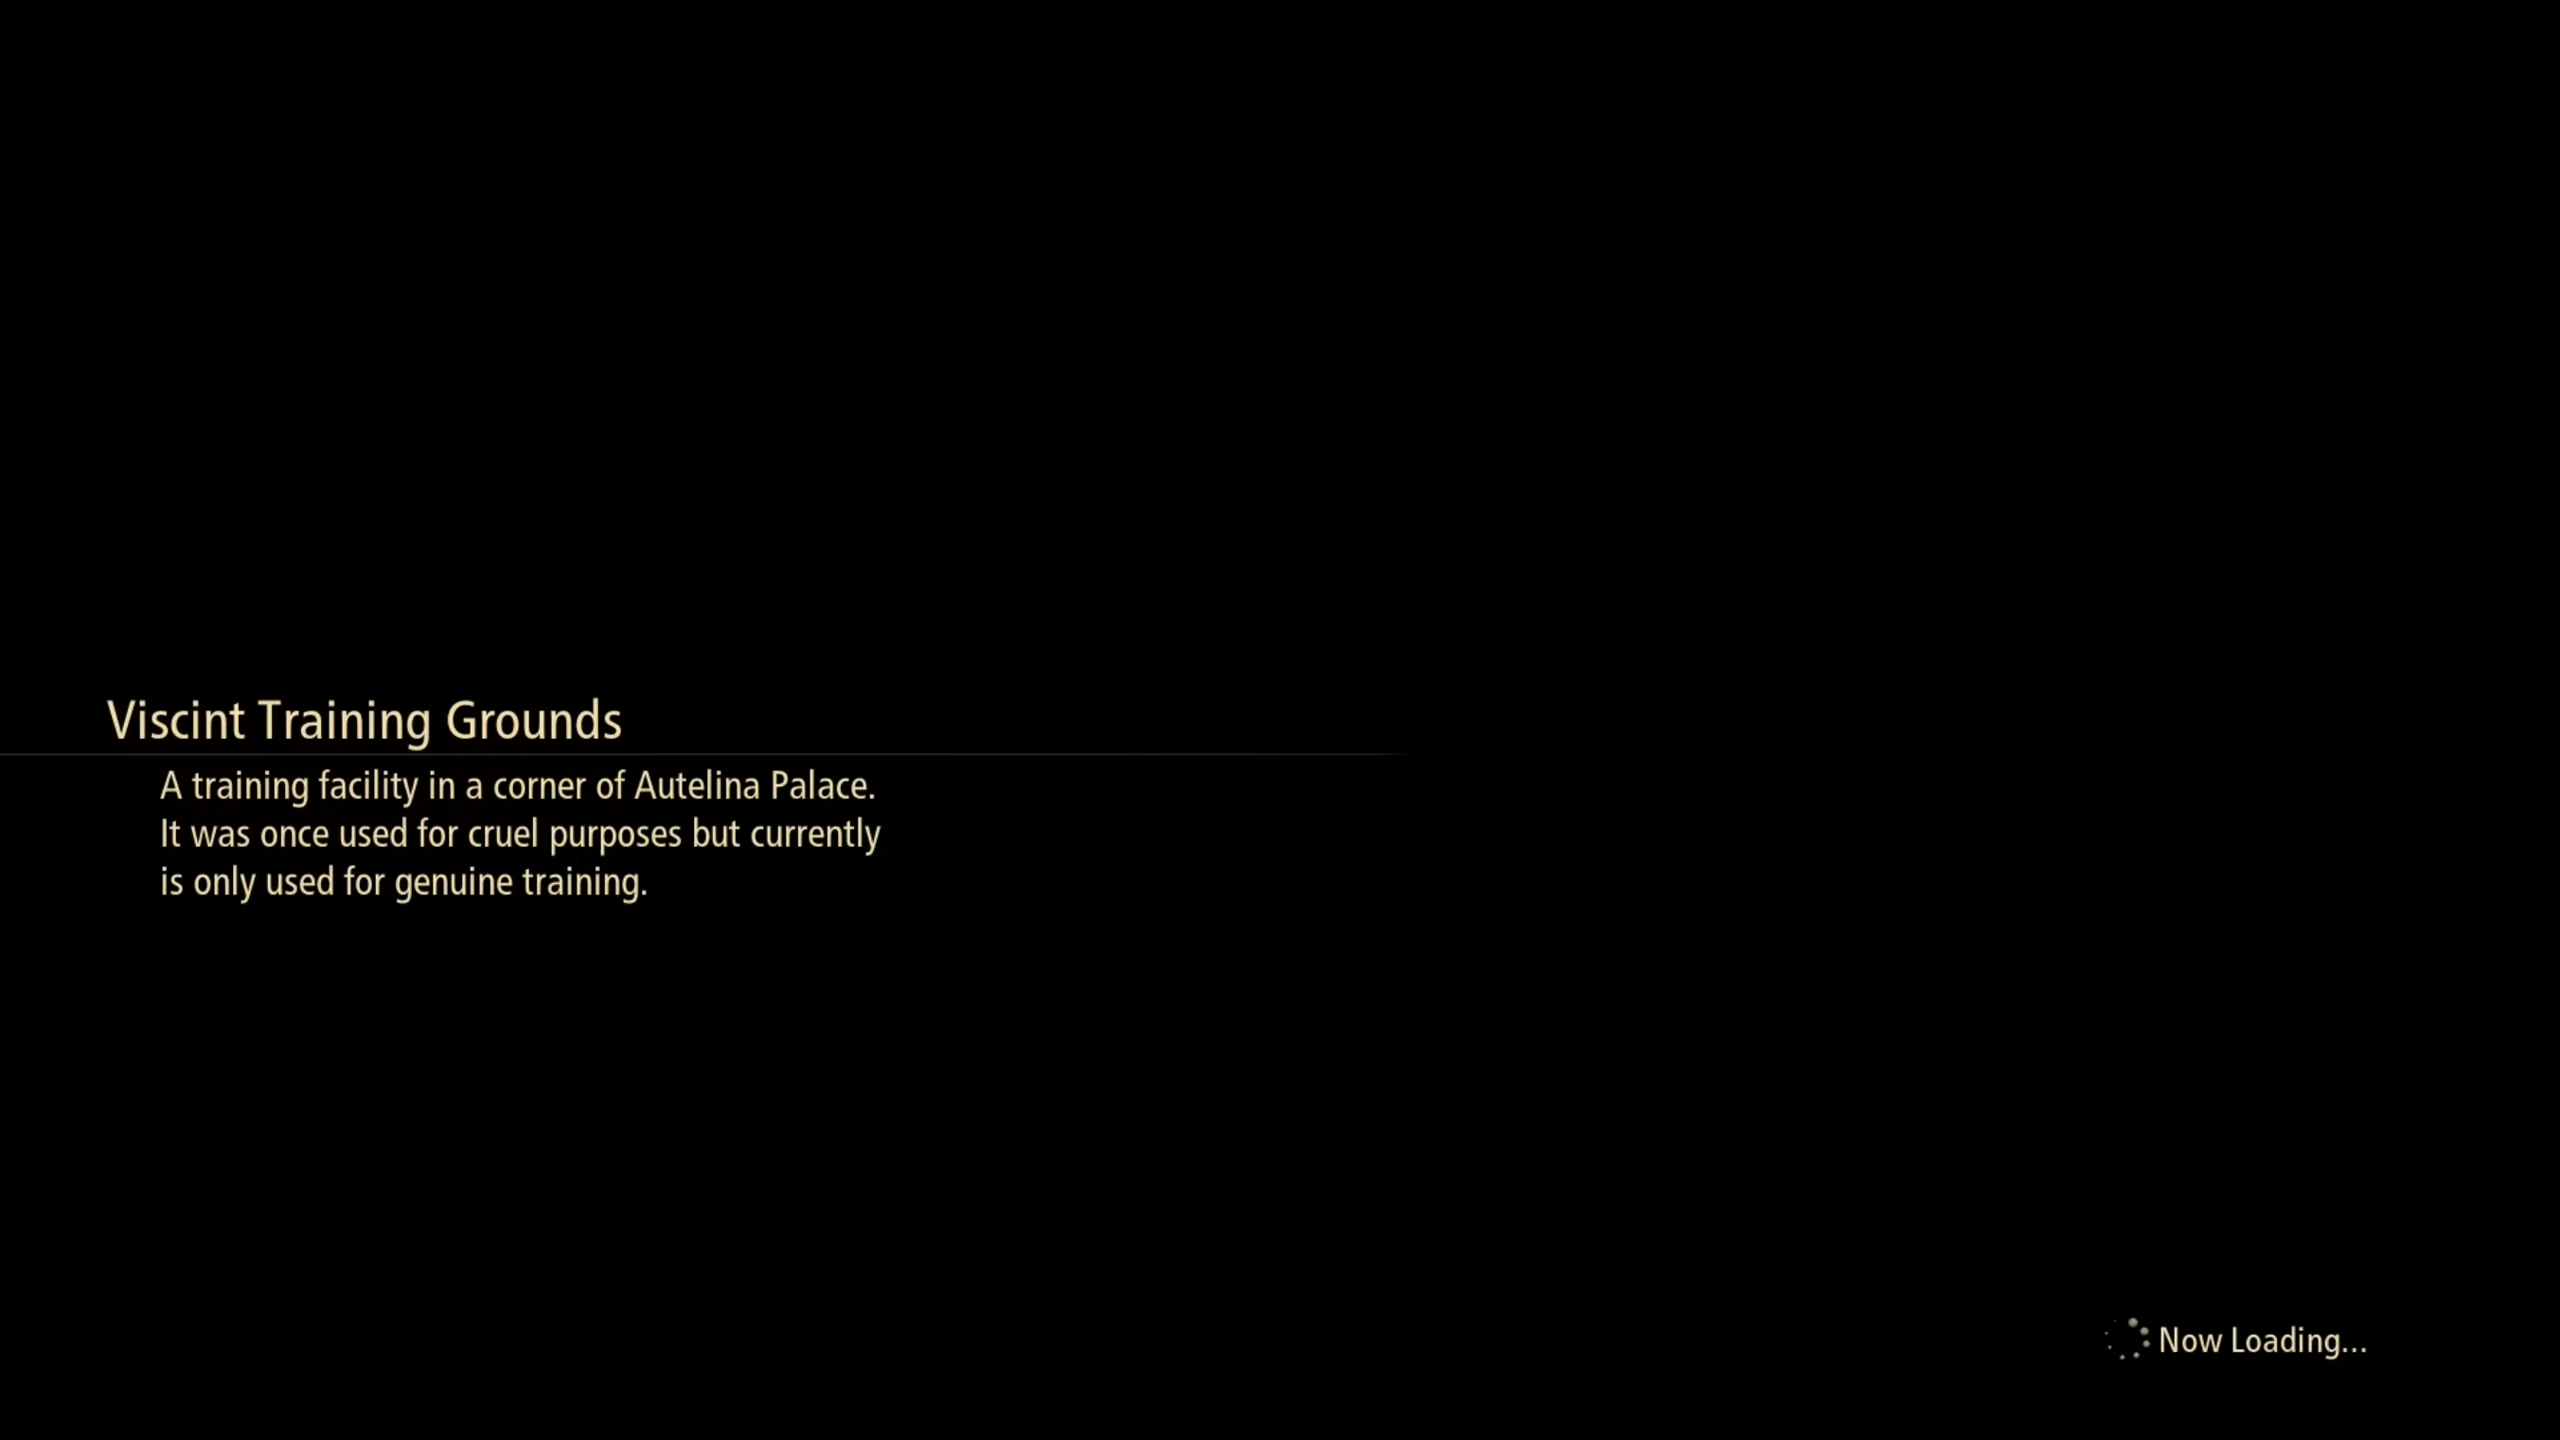 Viscint Training Grounds
A training facility in a corner of Autelina Palace.
It was once used for cruel purposes but currently
is only used for genuine training.
Now Loading...